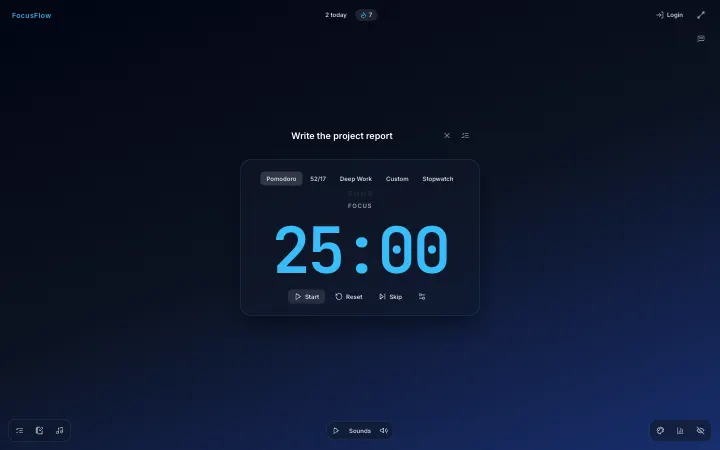 FocusFlow
2 today
7
Login
Write the project report
Pomodoro
52/17
Deep Work
Custom
Stopwatch
FOCUS
25:00
Start
Reset
Skip
Sounds